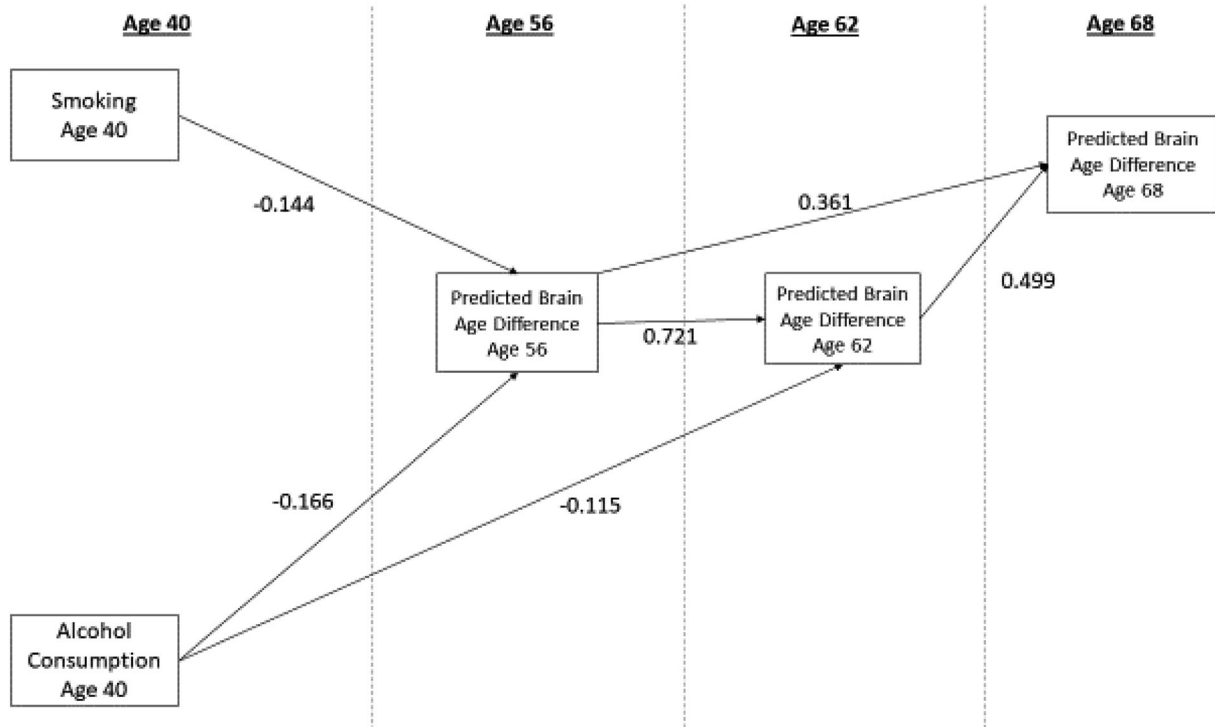 Age 40
Age 56
Age 62
Age 68
Smoking
Age 40
Predicted Brain
Age Difference
Age 68
-0.144
0.361
Predicted Brain
Age Difference
Age 56
0.721
Predicted Brain
Age Difference
Age 62
0.499
-0.166
-0.115
Alcohol
Consumption
Age 40